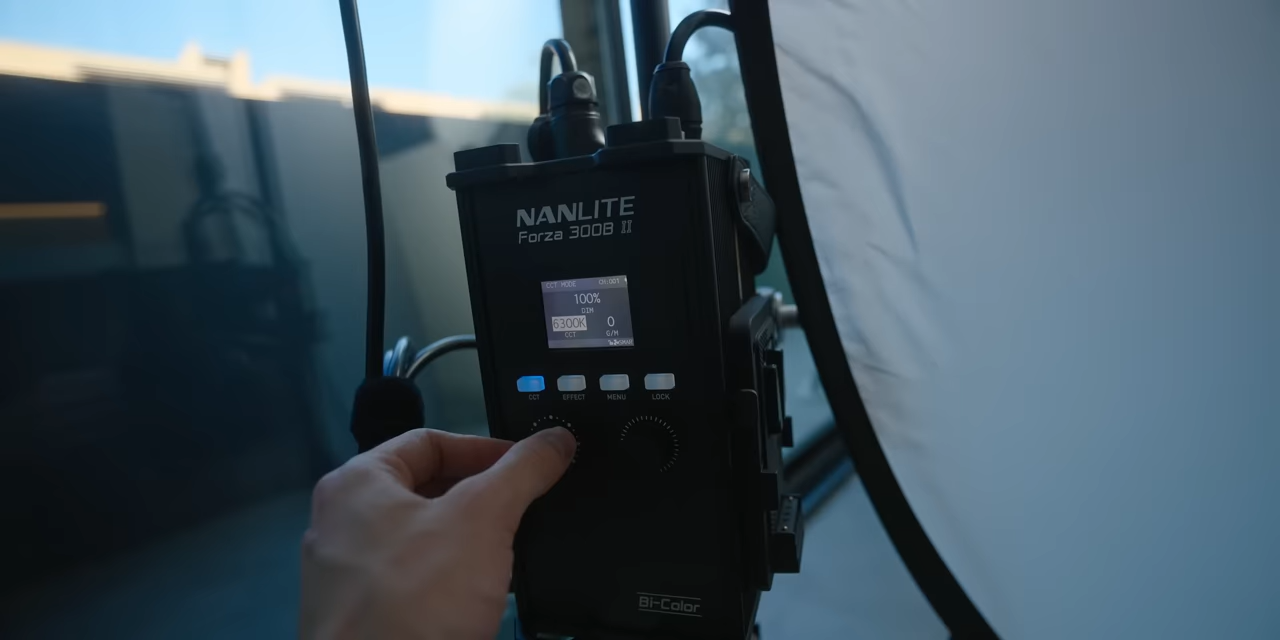 NANLITE
Forza 300B II
CCT MODE
100%
DIM
6300K 0
CCT G/M
CCT EFFECT MENU LOCK
Bi-Color